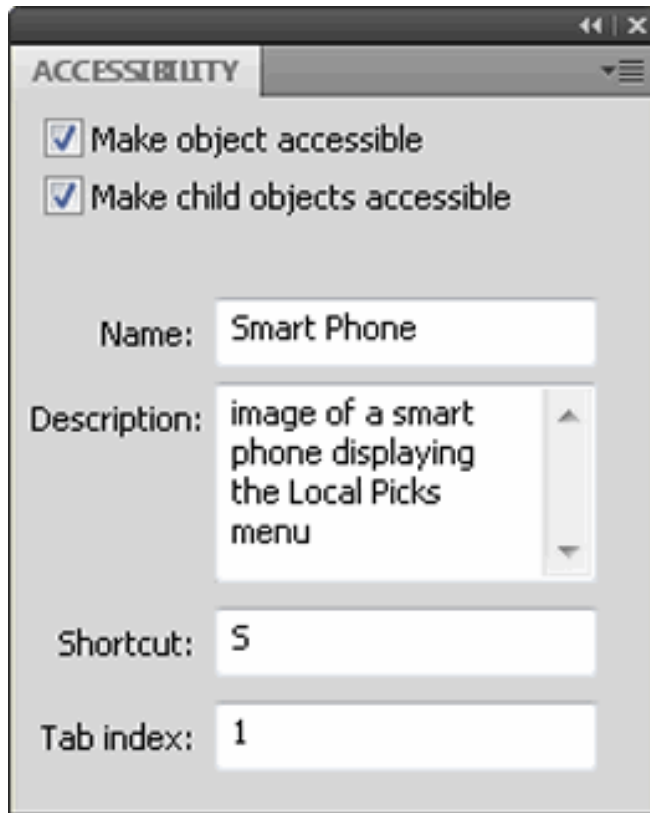 ACCESSIBILITY
Make object accessible
Make child objects accessible
Name: Smart Phone
Description: image of a smart
phone displaying
the Local Picks
menu
Shortcut: S
Tab index: 1